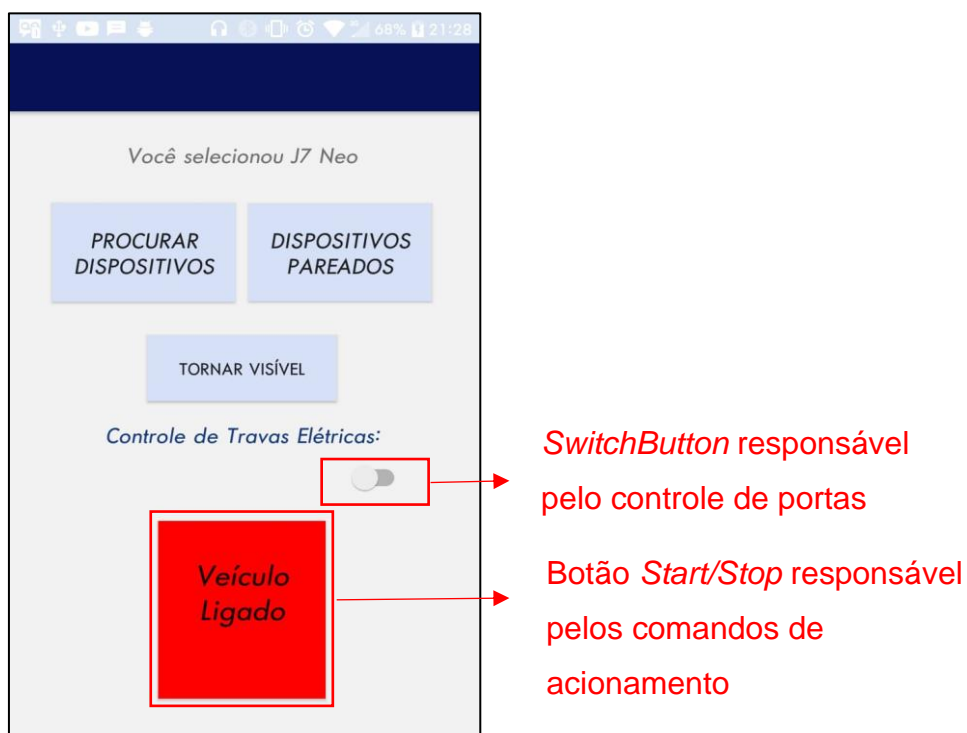 68% 21:28
Você selecionou J7 Neo
PROCURAR
DISPOSITIVOS
DISPOSITIVOS
PAREADOS
TORNAR VISÍVEL
Controle de Travas Elétricas:
SwitchButton responsável
pelo controle de portas
Veículo
Ligado
Botão Start/Stop responsável
pelos comandos de
acionamento